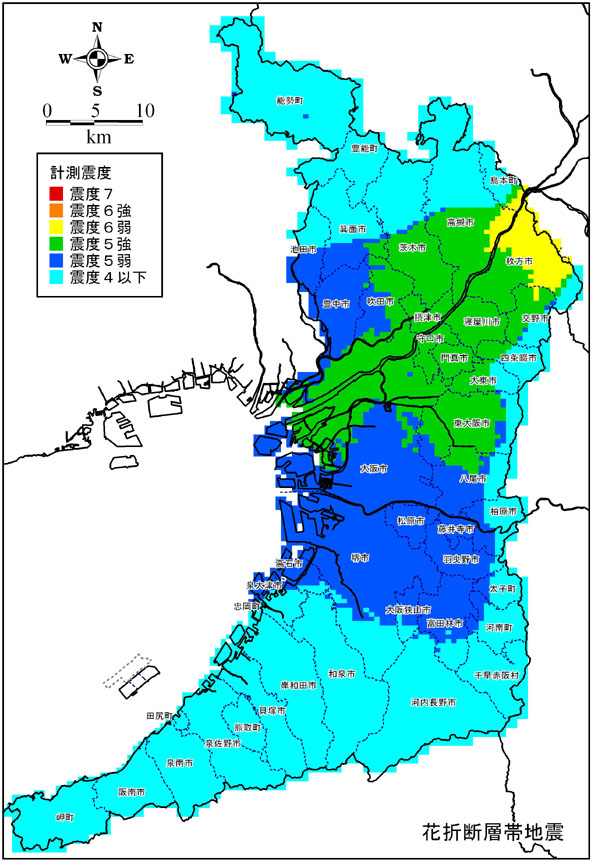 N
W E
S
0 5 10
km
計測震度
震度７
震度６強
震度６弱
震度５強
震度５弱
震度４以下
能勢町
豊能町
島本町
高槻市
箕面市
茨木市
池田市
枚方市
豊中市
吹田市
摂津市
寝屋川市
交野市
守口市
門真市
四条畷市
大東市
東大阪市
大阪市
八尾市
柏原市
松原市
藤井寺市
堺市
羽曳野市
高石市
泉大津市
太子町
忠岡町
大阪狭山市
富田林市
河南町
和泉市
岸和田市
千早赤阪村
河内長野市
貝塚市
田尻町
熊取町
泉佐野市
泉南市
阪南市
岬町
花折断層帯地震